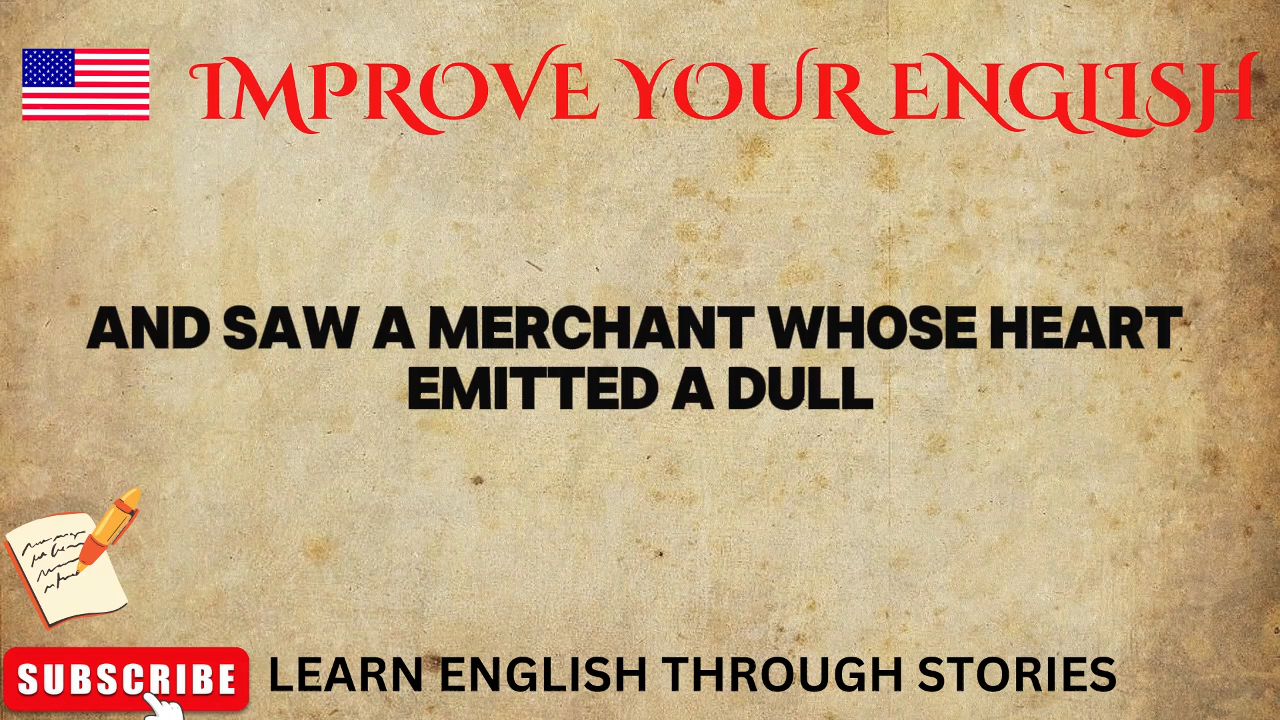 IMPROVE YOUR ENGLISH
AND SAW A MERCHANT WHOSE HEART
EMITTED A DULL
SUBSCRIBE
LEARN ENGLISH THROUGH STORIES